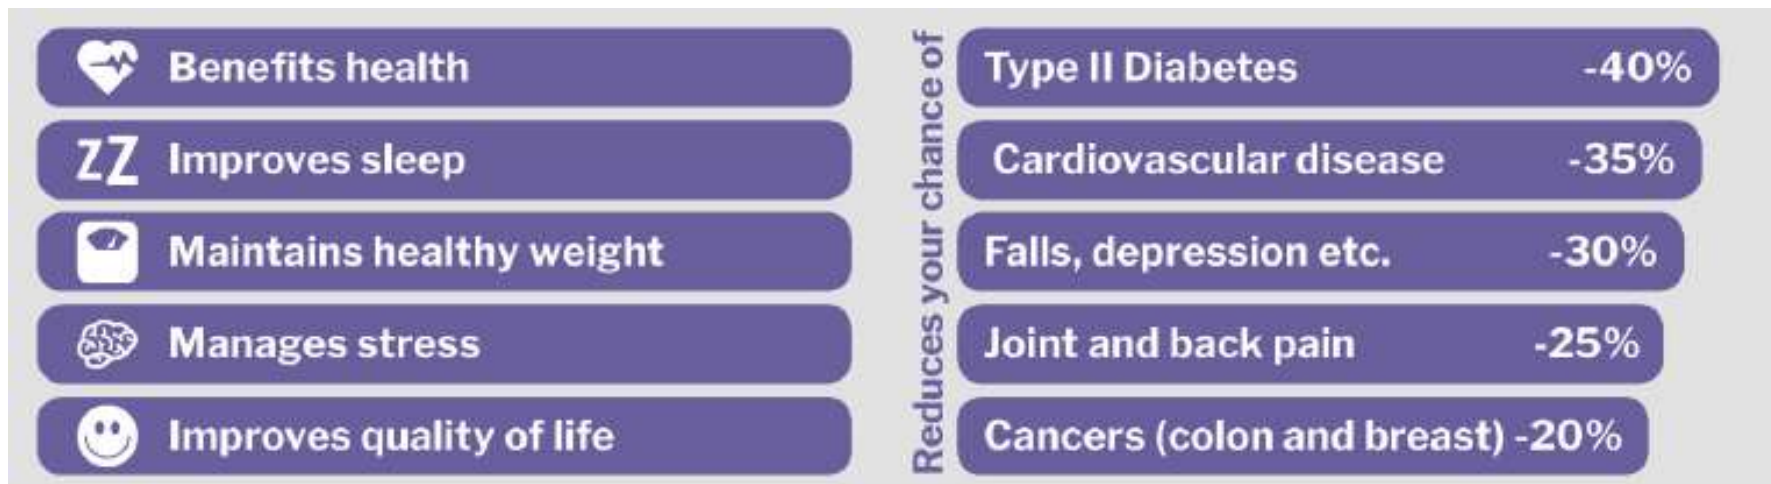 Benefits health
ZZ Improves sleep
Maintains healthy weight
Manages stress
Improves quality of life
Reduces your chance of
Type II Diabetes -40%
Cardiovascular disease -35%
Falls, depression etc. -30%
Joint and back pain -25%
Cancers (colon and breast) -20%